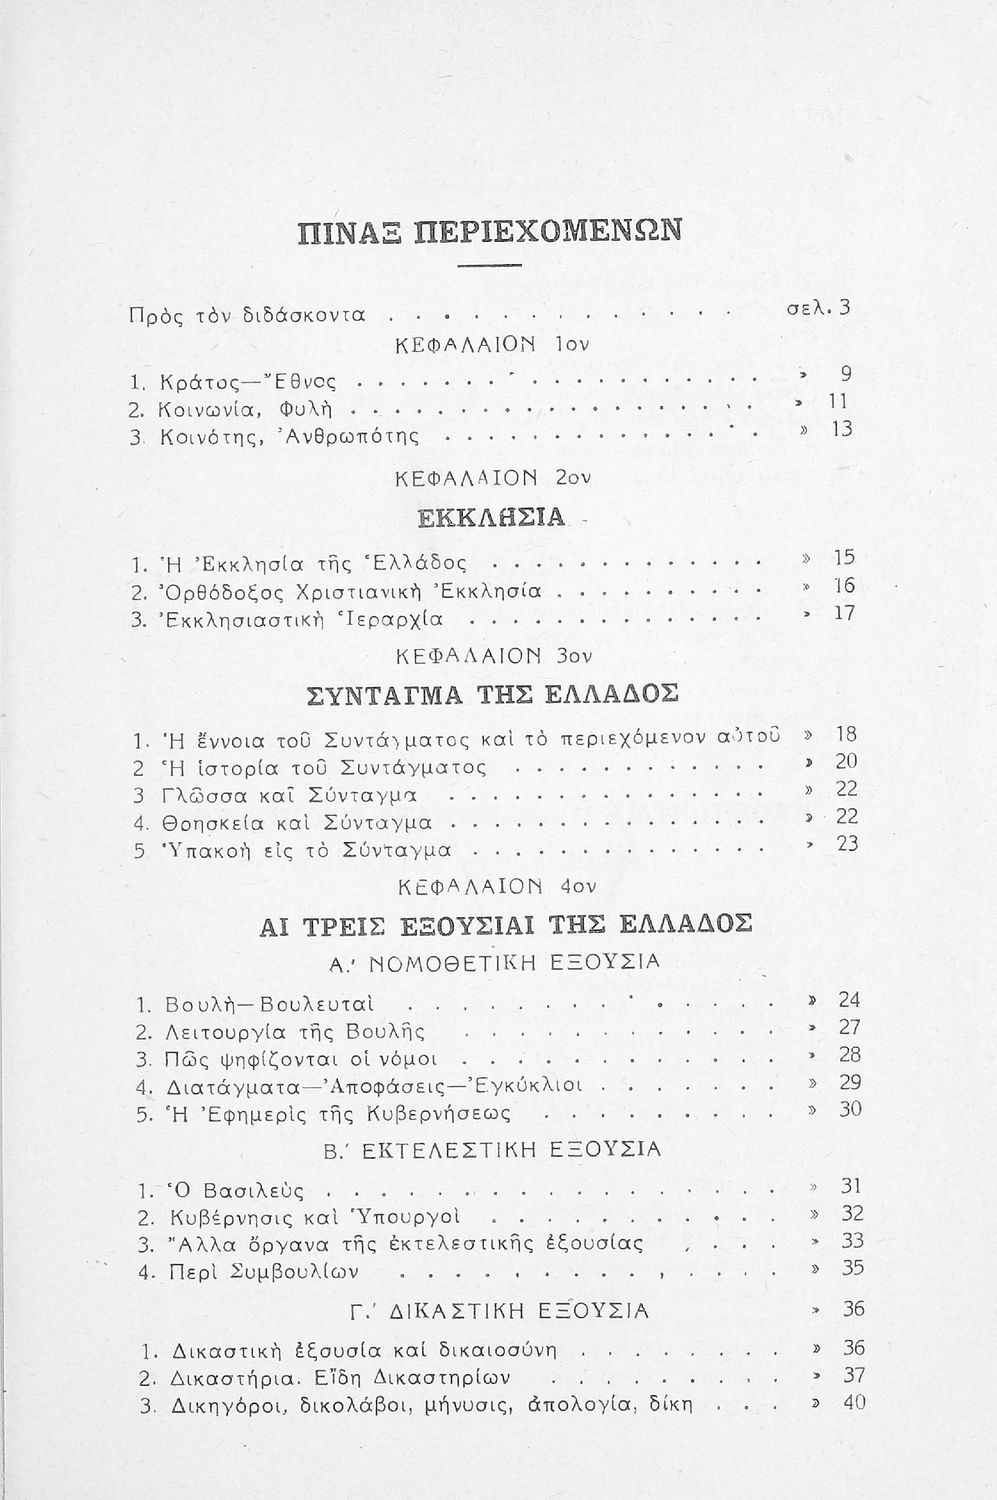 ΠΙΝΑΞ ΠΕΡΙΕΧΟΜΕΝΩΝ
Πρὸς τὸν διδάσκοντα . . . . . . . . . . . . . σελ. 3
ΚΕΦΑΛΑΙΟΝ 1ον
1. Κράτος—Ἔθνος . . . . . . . . . . . . . . . . . . » 9
2. Κοινωνία, Φυλὴ . . . . . . . . . . . . . . . . . . » 11
3. Κοινότης, Ἀνθρωπότης . . . . . . . . . . . . . . . » 13
ΚΕΦΑΛΑΙΟΝ 2ον
ΕΚΚΛΗΣΙΑ
1. Ἡ Ἐκκλησία τῆς Ἑλλάδος . . . . . . . . . . . . . » 15
2. Ὀρθόδοξος Χριστιανικὴ Ἐκκλησία . . . . . . . . . . » 16
3. Ἐκκλησιαστικὴ Ἱεραρχία . . . . . . . . . . . . . . » 17
ΚΕΦΑΛΑΙΟΝ 3ον
ΣΥΝΤΑΓΜΑ ΤΗΣ ΕΛΛΑΔΟΣ
1. Ἡ ἔννοια τοῦ Συντάγματος καὶ τὸ περιεχόμενον αὐτοῦ » 18
2 Ἡ ἱστορία τοῦ Συντάγματος . . . . . . . . . . . . » 20
3 Γλῶσσα καῖ Σύνταγμα . . . . . . . . . . . . . . . » 22
4. Θρησκεία καὶ Σύνταγμα . . . . . . . . . . . . . . . » 22
5 Ὑπακοὴ εἰς τὸ Σύνταγμα . . . . . . . . . . . . . . » 23
ΚΕΦΑΛΑΙΟΝ 4ον
ΑΙ ΤΡΕΙΣ ΕΞΟΥΣΙΑΙ ΤΗΣ ΕΛΛΑΔΟΣ
Α.' ΝΟΜΟΘΕΤΙΚΗ ΕΞΟΥΣΙΑ
1. Βουλὴ—Βουλευταὶ . . . . . . . . . . . . . . » 24
2. Λειτουργία τῆς Βουλῆς . . . . . . . . . . . . » 27
3. Πῶς ψηφίζονται οἱ νόμοι . . . . . . . . . . . . » 28
4. Διατάγματα—Ἀποφάσεις—Ἐγκύκλιοι . . . . . . . » 29
5. Ἡ Ἐφημερὶς τῆς Κυβερνήσεως . . . . . . . . . » 30
Β.' ΕΚΤΕΛΕΣΤΙΚΗ ΕΞΟΥΣΙΑ
1. Ὁ Βασιλεὺς . . . . . . . . . . . . . . . . . » 31
2. Κυβέρνησις καὶ Ὑπουργοὶ . . . . . . . . . . . » 32
3. Ἄλλα ὄργανα τῆς ἐκτελεστικῆς ἐξουσίας . . . . » 33
4. Περὶ Συμβουλίων . . . . . . . . . . . . . . » 35
Γ.' ΔΙΚΑΣΤΙΚΗ ΕΞΟΥΣΙΑ » 36
1. Δικαστικὴ ἐξουσία καί δικαιοσύνη . . . . . . . . » 36
2. Δικαστήρια. Εἴδη Δικαστηρίων . . . . . . . . . » 37
3. Δικηγόροι, δικολάβοι, μήνυσις, ἀπολογία, δίκη . . . » 40